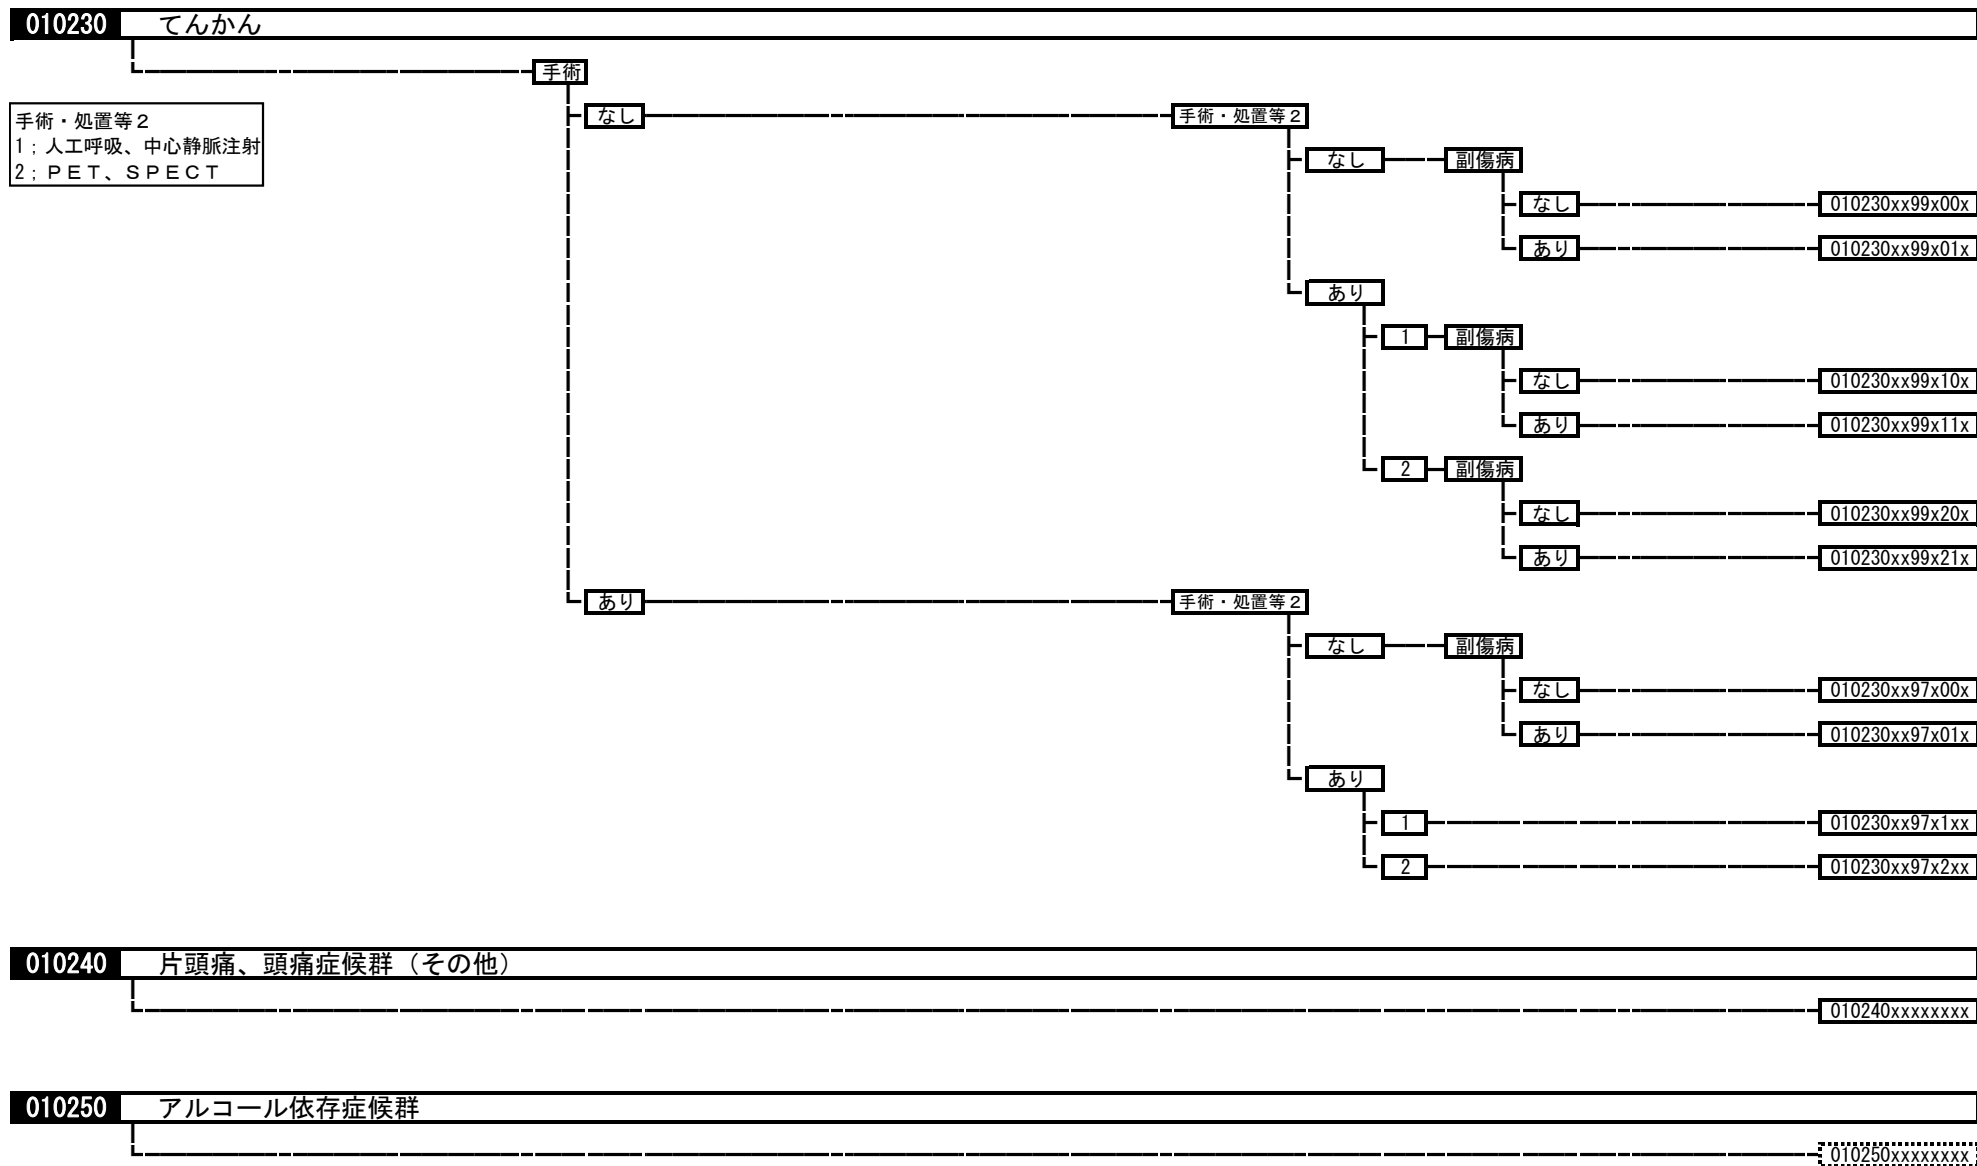 010230 てんかん
手術
手術・処置等２
1；人工呼吸、中心静脈注射
2；ＰＥＴ、ＳＰＥＣＴ
なし 手術・処置等２
なし 副傷病
なし 010230xx99x00x
あり 010230xx99x01x
あり
1 副傷病
なし 010230xx99x10x
あり 010230xx99x11x
2 副傷病
なし 010230xx99x20x
あり 010230xx99x21x
あり 手術・処置等２
なし 副傷病
なし 010230xx97x00x
あり 010230xx97x01x
あり
1 010230xx97x1xx
2 010230xx97x2xx
010240 片頭痛、頭痛症候群（その他）
010240xxxxxxxx
010250 アルコール依存症候群
010250xxxxxxxx